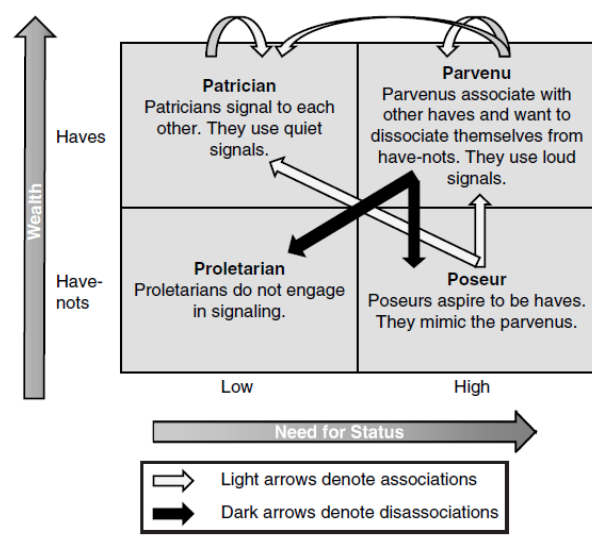 Patrician
Patricians signal to each
other. They use quiet
signals.
Parvenu
Parvenus associate with
other haves and want to
dissociate themselves from
have-nots. They use loud
signals.
Haves
Wealth
Have-
nots
Proletarian
Proletarians do not engage
in signaling.
Poseur
Poseurs aspire to be haves.
They mimic the parvenus.
Low
High
Need for Status
Light arrows denote associations
Dark arrows denote disassociations